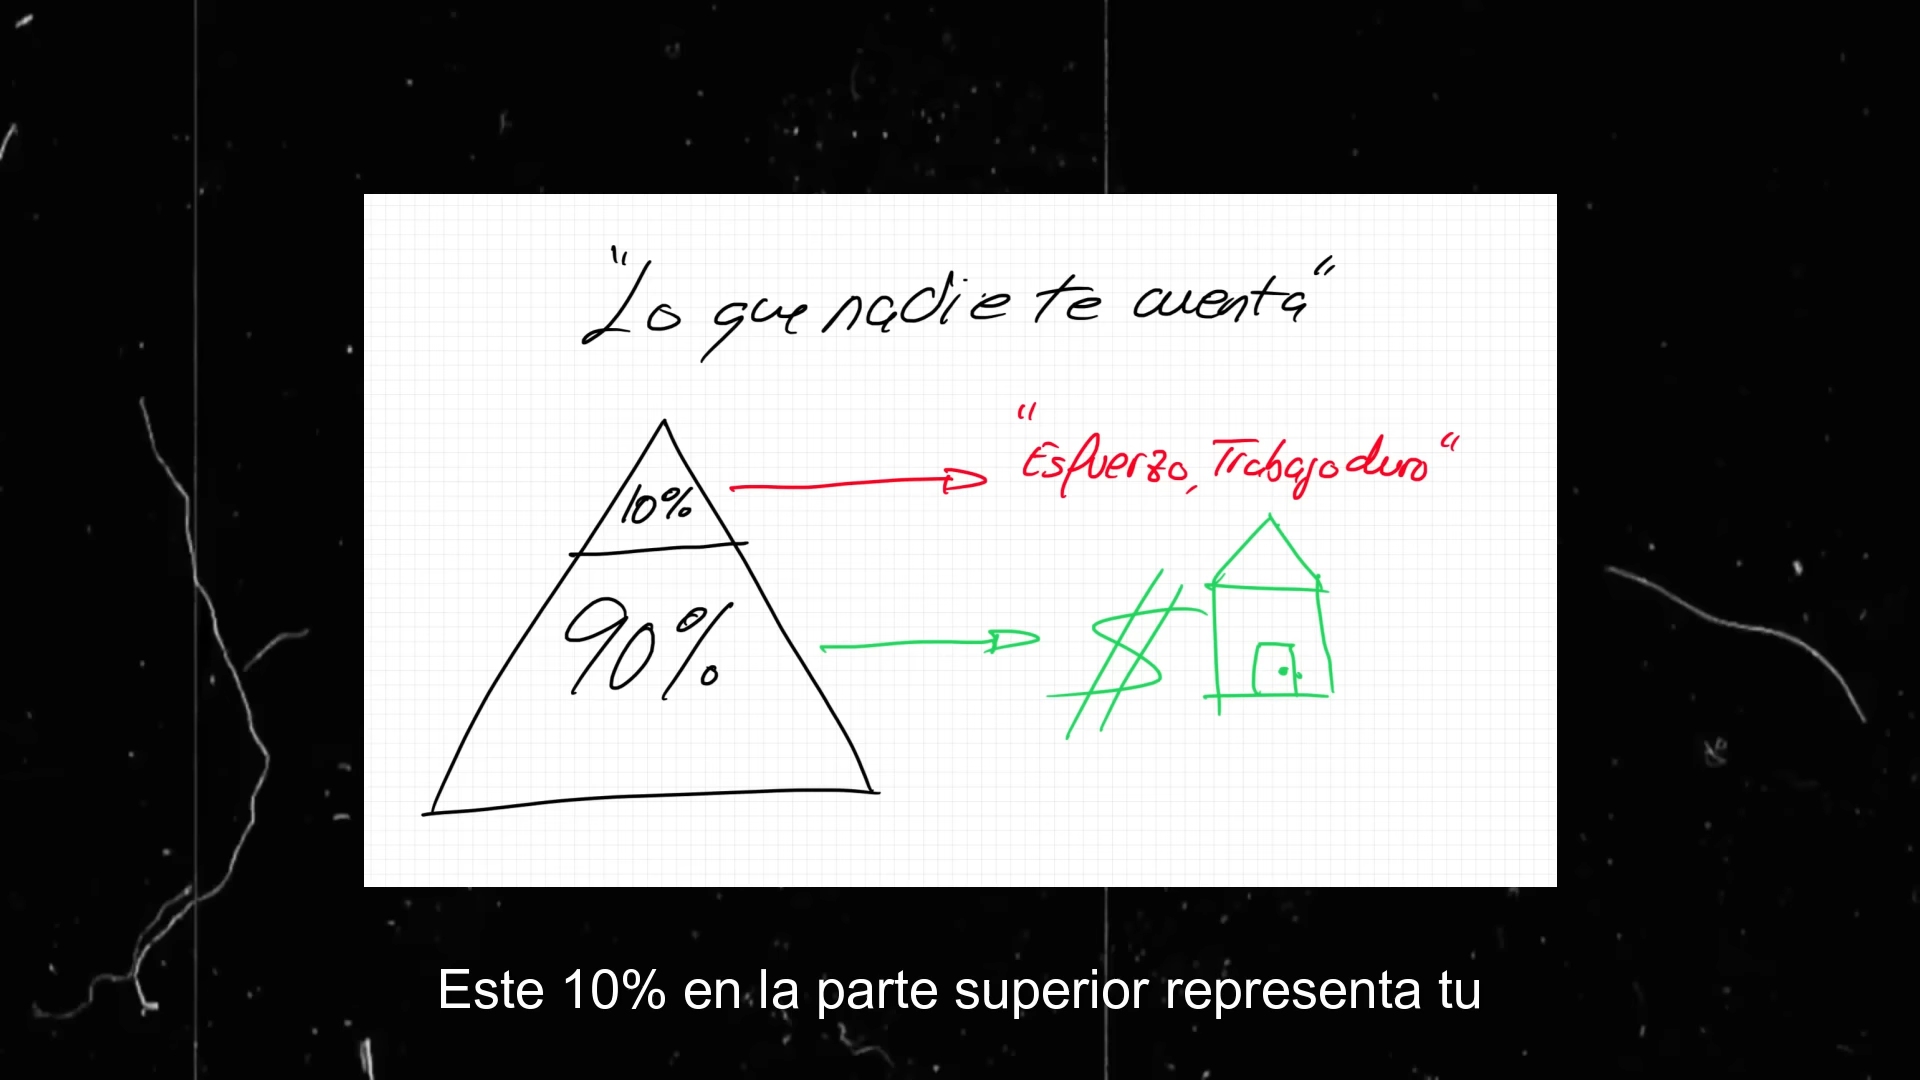 "Lo que nadie te cuenta"
"Esfuerzo, Trabajo duro"
10%
90%
$
Este 10% en la parte superior representa tu